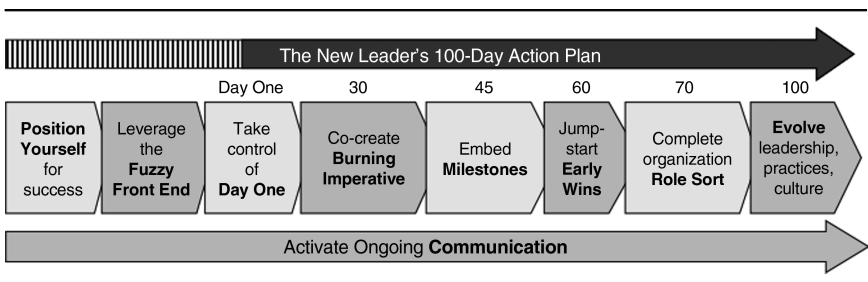 The New Leader's 100-Day Action Plan
Day One
30
45
60
70
100
Position
Yourself
for
success
Leverage
the
Fuzzy
Front End
Take
control
of
Day One
Co-create
Burning
Imperative
Embed
Milestones
Jump-
start
Early
Wins
Complete
organization
Role Sort
Evolve
leadership,
practices,
culture
Activate Ongoing Communication